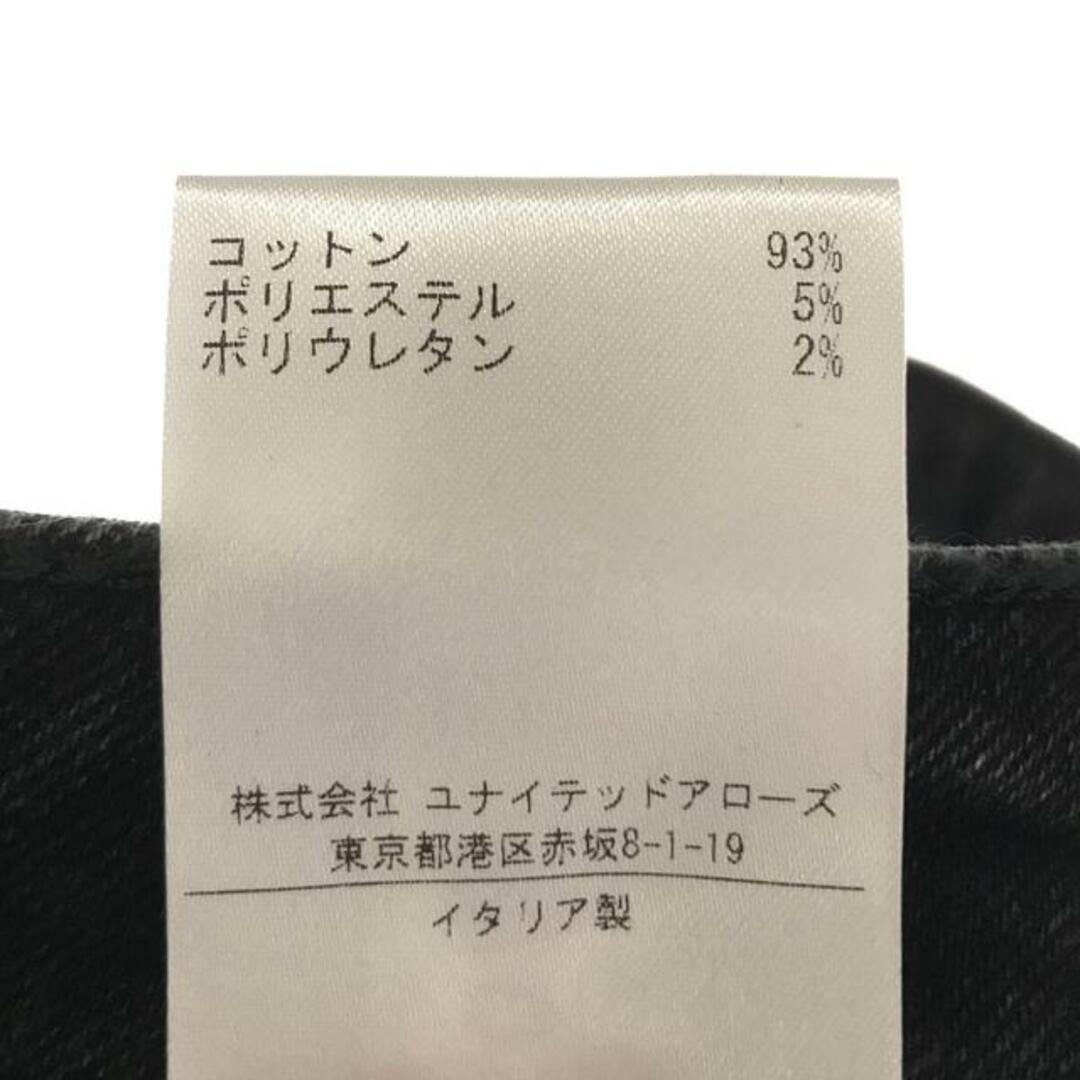 コットン 93%
ポリエステル 5%
ポリウレタン 2%
株式会社 ユナイテッドアローズ
東京都港区赤坂8-1-19
イタリア製